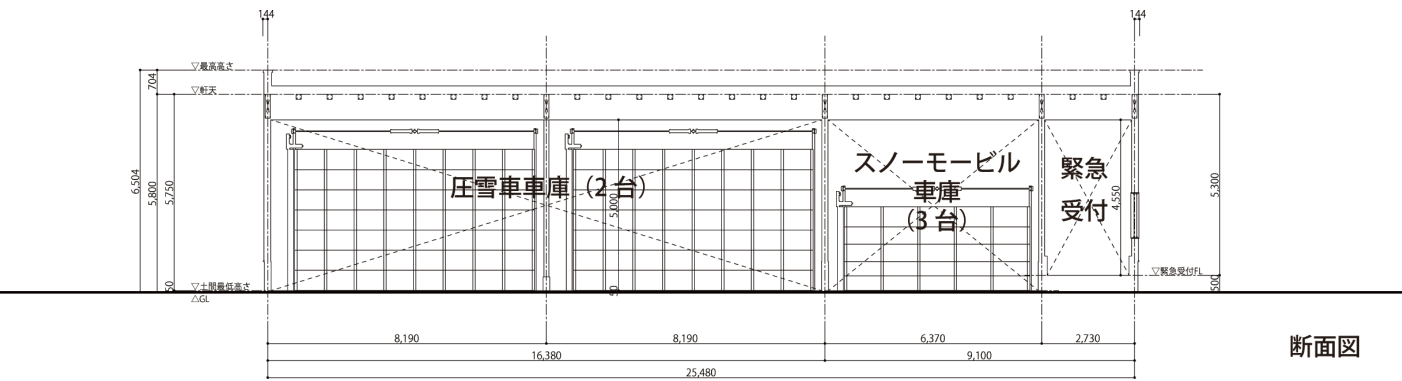 144
144
▽最高高さ
704
▽軒天
6,504
5,800
5,750
圧雪車車庫(2 台)
5,000
スノーモービル
車庫
(3 台)
緊急
受付
4,550
5,300
▽緊急受付FL
500
50
▽土間最低高さ
△GL
50
8,190
8,190
6,370
2,730
16,380
9,100
25,480
断面図